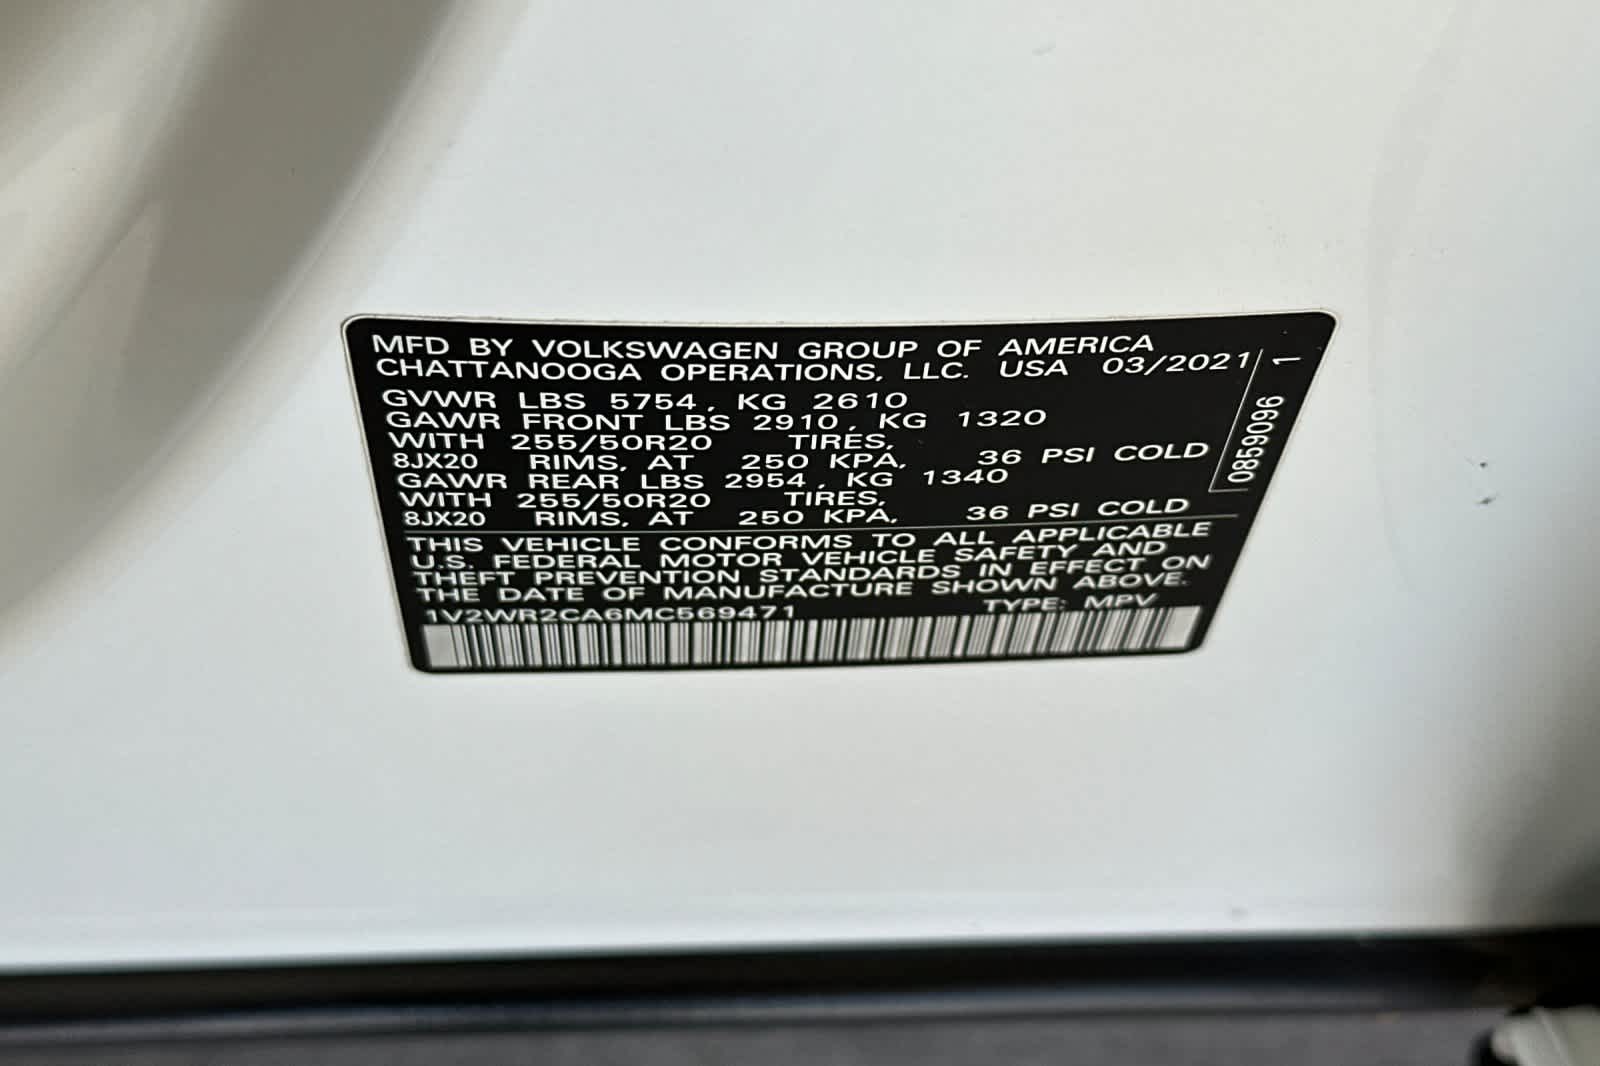 MFD BY VOLKSWAGEN GROUP OF AMERICA
CHATTANOOGA OPERATIONS, LLC. USA 03/2021
GVWR LBS 5754, KG 2610
GAWR FRONT LBS 2910, KG 1320
WITH 255/50R20 TIRES,
8JX20 RIMS, AT 250 KPA, 36 PSI COLD
GAWR REAR LBS 2954, KG 1340
WITH 255/50R20 TIRES,
8JX20 RIMS, AT 250 KPA, 36 PSI COLD
THIS VEHICLE CONFORMS TO ALL APPLICABLE
U.S. FEDERAL MOTOR VEHICLE SAFETY AND
THEFT PREVENTION STANDARDS IN EFFECT ON
THE DATE OF MANUFACTURE SHOWN ABOVE.
1V2WR2CA6MC569471 TYPE: MPV
0859096 1